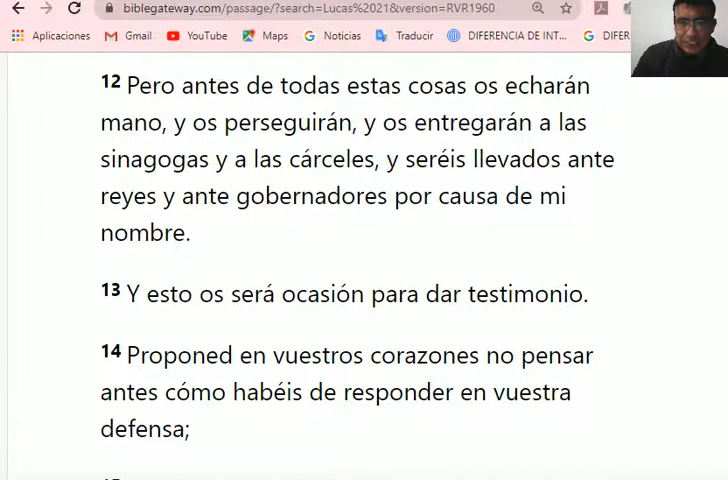 biblegateway.com/passage/?search=Lucas%2021&version=RVR1960
Aplicaciones Gmail YouTube Maps Noticias Traducir DIFERENCIA DE INT... DIFER
12 Pero antes de todas estas cosas os echarán
mano, y os perseguirán, y os entregarán a las
sinagogas y a las cárceles, y seréis llevados ante
reyes y ante gobernadores por causa de mi
nombre.
13 Y esto os será ocasión para dar testimonio.
14 Proponed en vuestros corazones no pensar
antes cómo habéis de responder en vuestra
defensa;